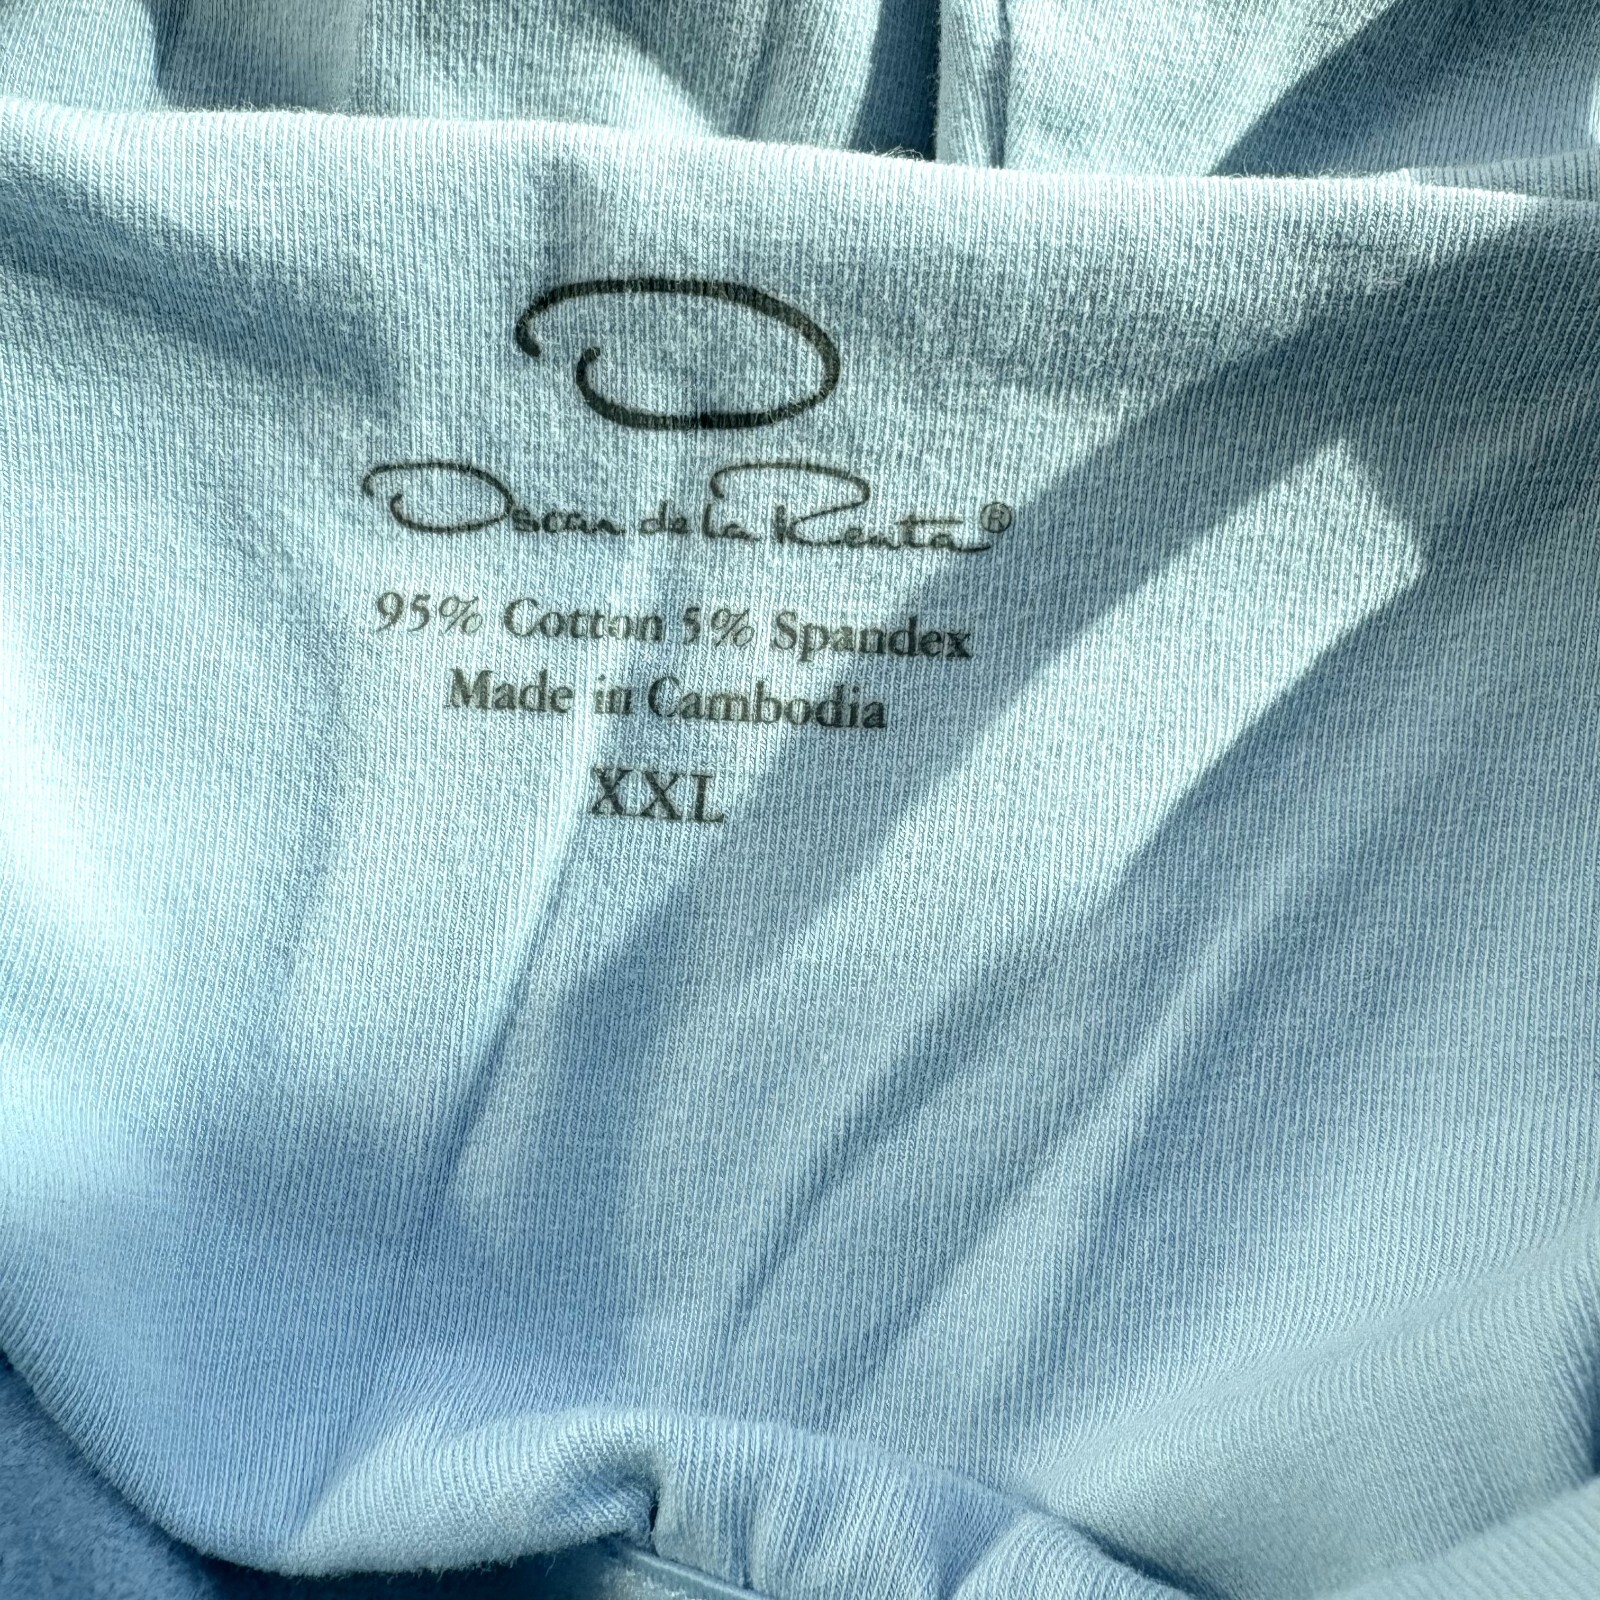 Oscar de la Renta®
95% Cotton 5% Spandex
Made in Cambodia
XXL